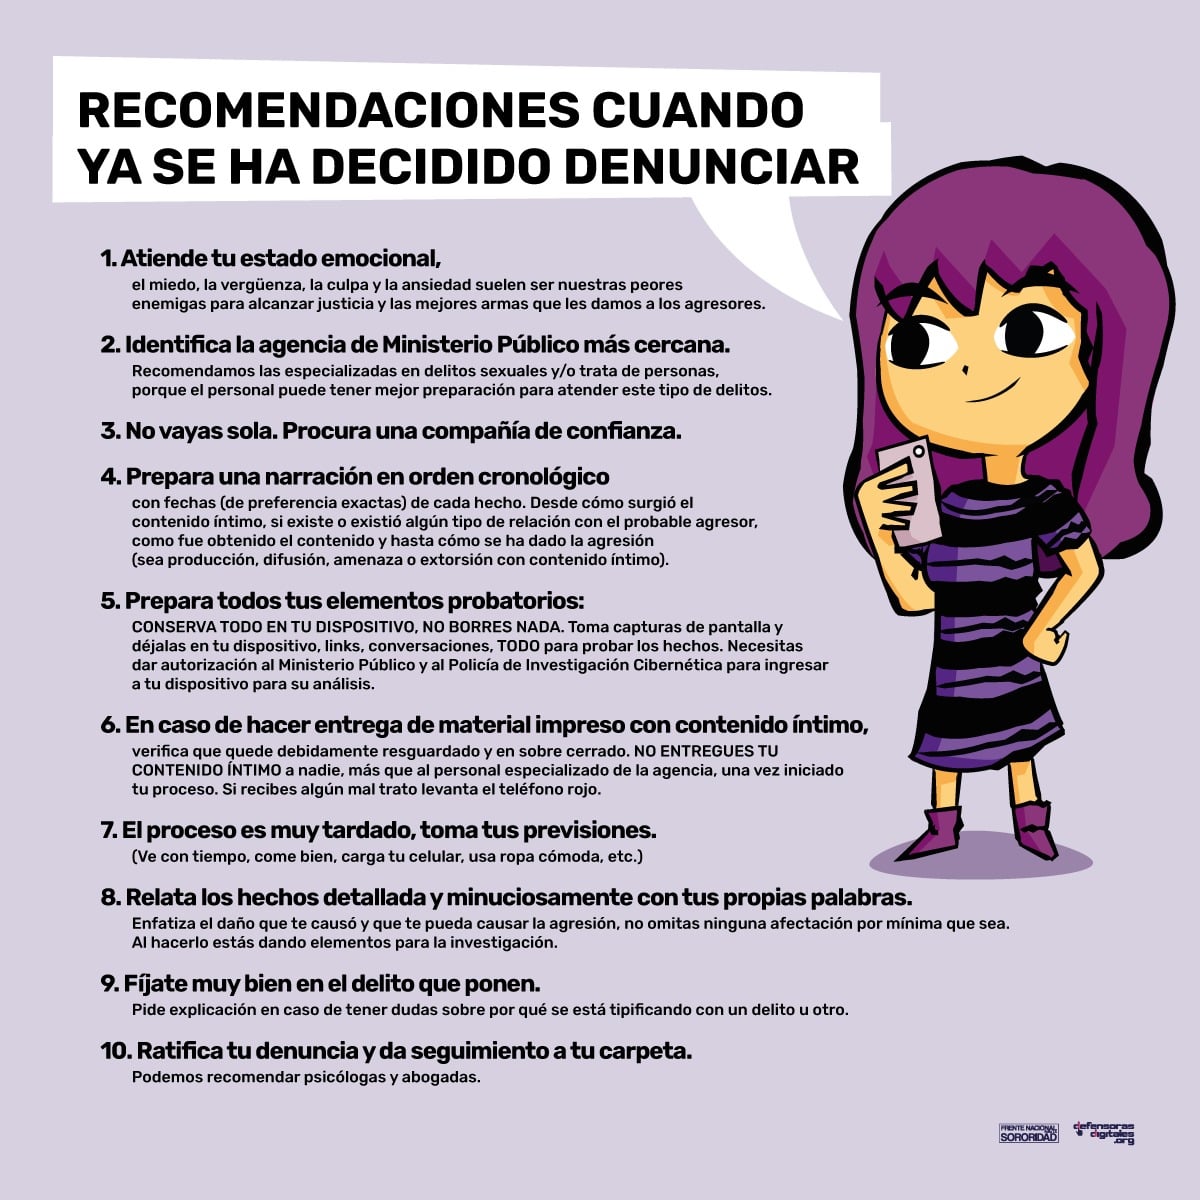 RECOMENDACIONES CUANDO
YA SE HA DECIDIDO DENUNCIAR
1. Atiende tu estado emocional,
el miedo, la vergüenza, la culpa y la ansiedad suelen ser nuestras peores
enemigas para alcanzar justicia y las mejores armas que les damos a los agresores.
2. Identifica la agencia de Ministerio Público más cercana.
Recomendamos las especializadas en delitos sexuales y/o trata de personas,
porque el personal puede tener mejor preparación para atender este tipo de delitos.
3. No vayas sola. Procura una compañía de confianza.
4. Prepara una narración en orden cronológico
con fechas (de preferencia exactas) de cada hecho. Desde cómo surgió el
contenido íntimo, si existe o existió algún tipo de relación con el probable agresor,
como fue obtenido el contenido y hasta cómo se ha dado la agresión
(sea producción, difusión, amenaza o extorsión con contenido íntimo).
5. Prepara todos tus elementos probatorios:
CONSERVA TODO EN TU DISPOSITIVO, NO BORRES NADA. Toma capturas de pantalla y
déjalas en tu dispositivo, links, conversaciones, TODO para probar los hechos. Necesitas
dar autorización al Ministerio Público y al Policía de Investigación Cibernética para ingresar
a tu dispositivo para su análisis.
6. En caso de hacer entrega de material impreso con contenido íntimo,
verifica que quede debidamente resguardado y en sobre cerrado. NO ENTREGUES TU
CONTENIDO ÍNTIMO a nadie, más que al personal especializado de la agencia, una vez iniciado
tu proceso. Si recibes algún mal trato levanta el teléfono rojo.
7. El proceso es muy tardado, toma tus previsiones.
(Ve con tiempo, come bien, carga tu celular, usa ropa cómoda, etc.)
8. Relata los hechos detallada y minuciosamente con tus propias palabras.
Enfatiza el daño que te causó y que te pueda causar la agresión, no omitas ninguna afectación por mínima que sea.
Al hacerlo estás dando elementos para la investigación.
9. Fíjate muy bien en el delito que ponen.
Pide explicación en caso de tener dudas sobre por qué se está tipificando con un delito u otro.
10. Ratifica tu denuncia y da seguimiento a tu carpeta.
Podemos recomendar psicólogas y abogadas.
FRENTE NACIONAL
SORORIDAD
defensoras
digitales
.org